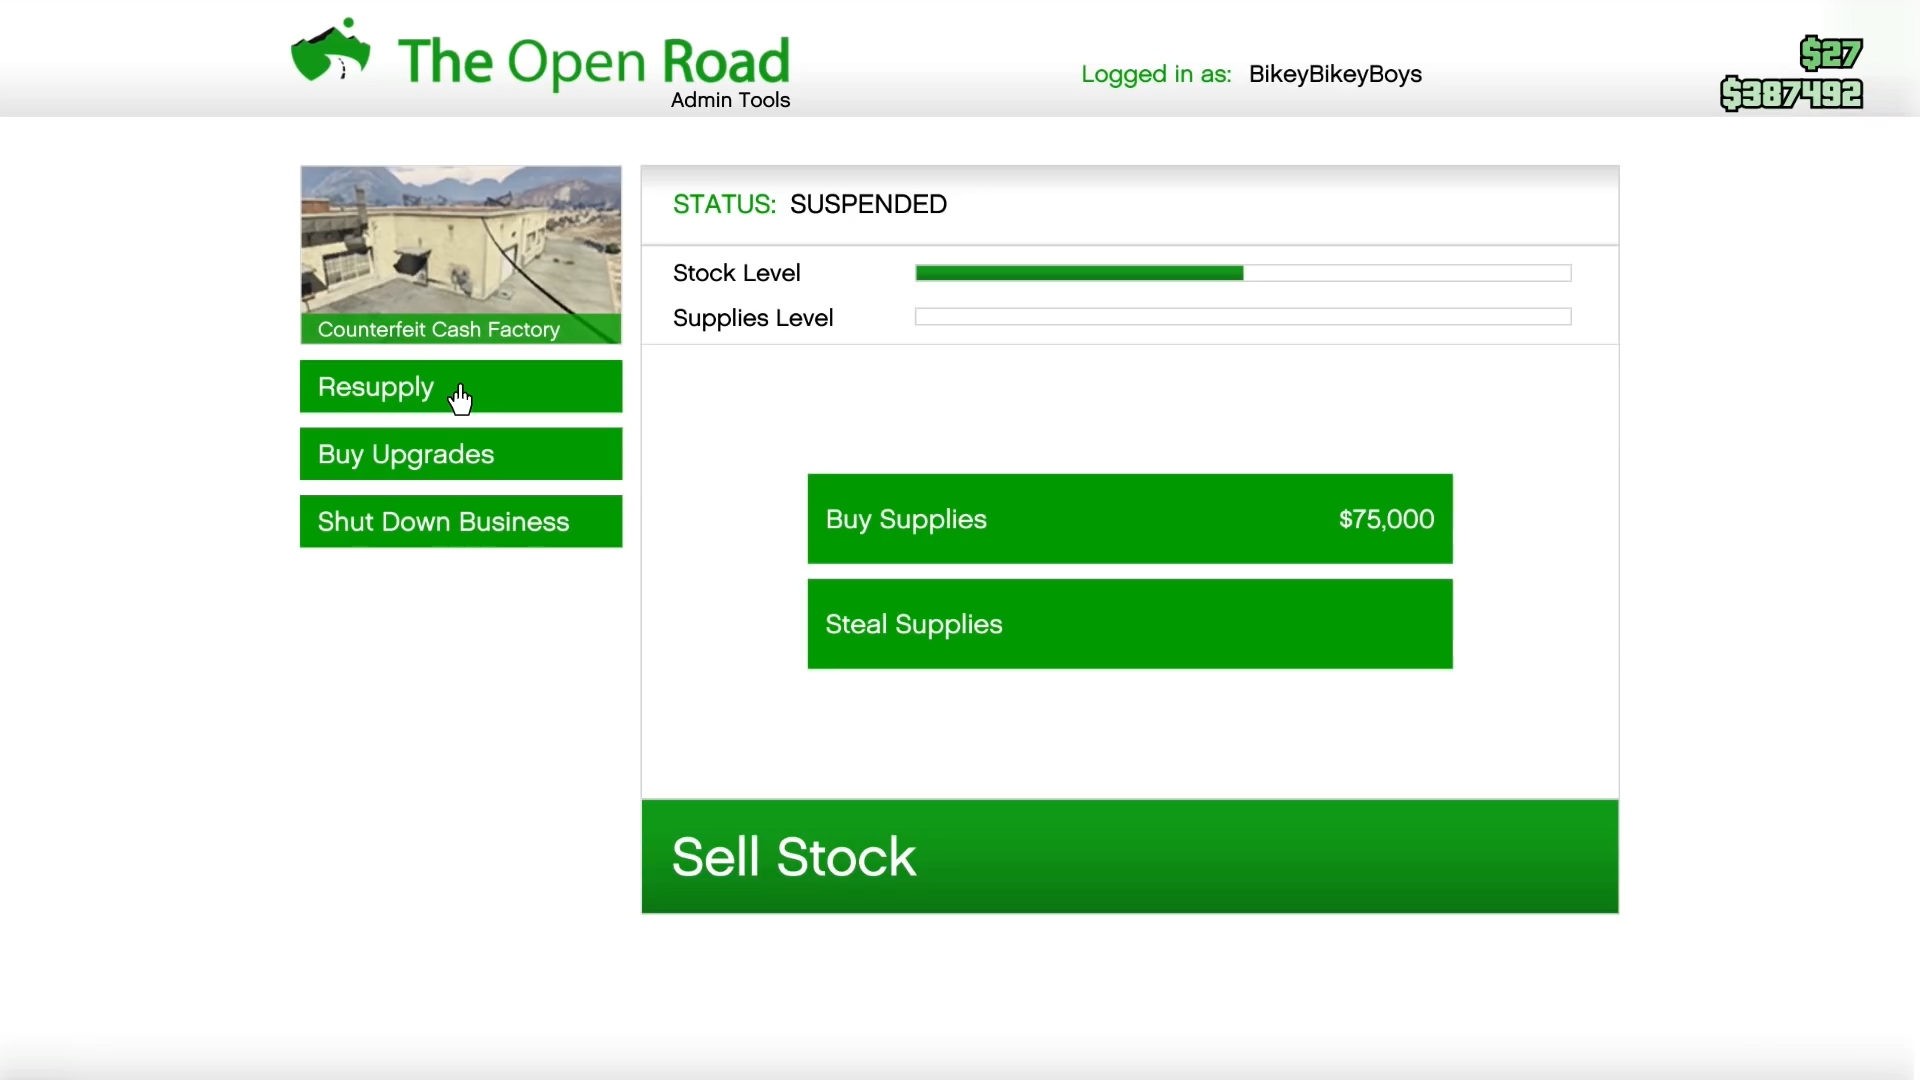 The Open Road
Admin Tools
Logged in as: BikeyBikeyBoys
$27
$387492
Counterfeit Cash Factory
Resupply
Buy Upgrades
Shut Down Business
STATUS: SUSPENDED
Stock Level
Supplies Level
Buy Supplies $75,000
Steal Supplies
Sell Stock